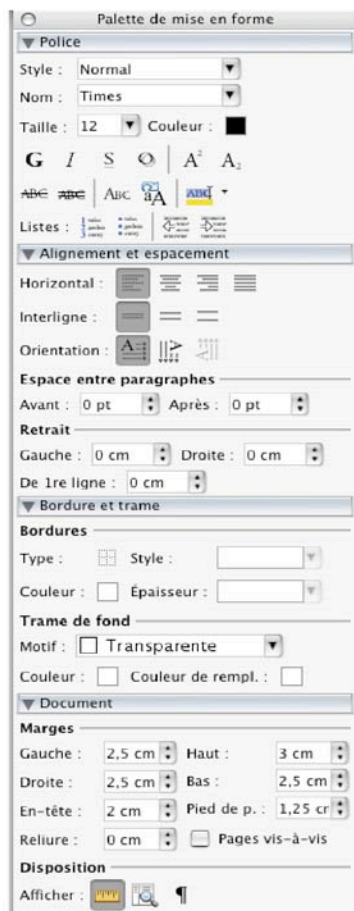 Palette de mise en forme
Police
Style : Normal
Nom : Times
Taille : 12 Couleur :
G I S O A² A₂
ABC ABC ABC aA ABC
Listes :
Alignement et espacement
Horizontal :
Interligne :
Orientation :
Espace entre paragraphes
Avant : 0 pt Après : 0 pt
Retrait
Gauche : 0 cm Droite : 0 cm
De 1re ligne : 0 cm
Bordure et trame
Bordures
Type : Style :
Couleur : Épaisseur :
Trame de fond
Motif : Transparente
Couleur : Couleur de rempl. :
Document
Marges
Gauche : 2,5 cm Haut : 3 cm
Droite : 2,5 cm Bas : 2,5 cm
En-tête : 2 cm Pied de p. : 1,25 cr
Reliure : 0 cm Pages vis-à-vis
Disposition
Afficher : ¶